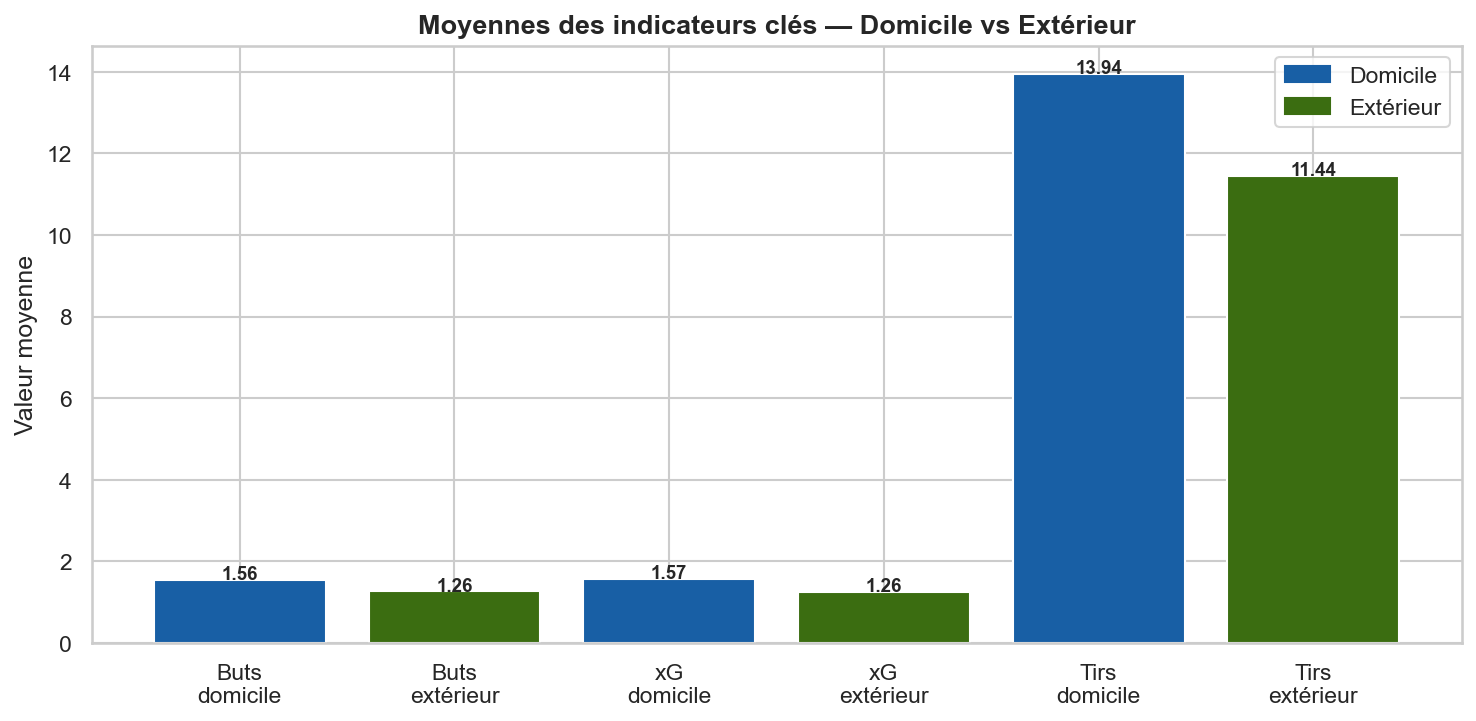 Moyennes des indicateurs clés — Domicile vs Extérieur
Valeur moyenne
14
12
10
8
6
4
2
0
1.56
1.26
1.57
1.26
13.94
11.44
Domicile
Extérieur
Buts
domicile
Buts
extérieur
xG
domicile
xG
extérieur
Tirs
domicile
Tirs
extérieur